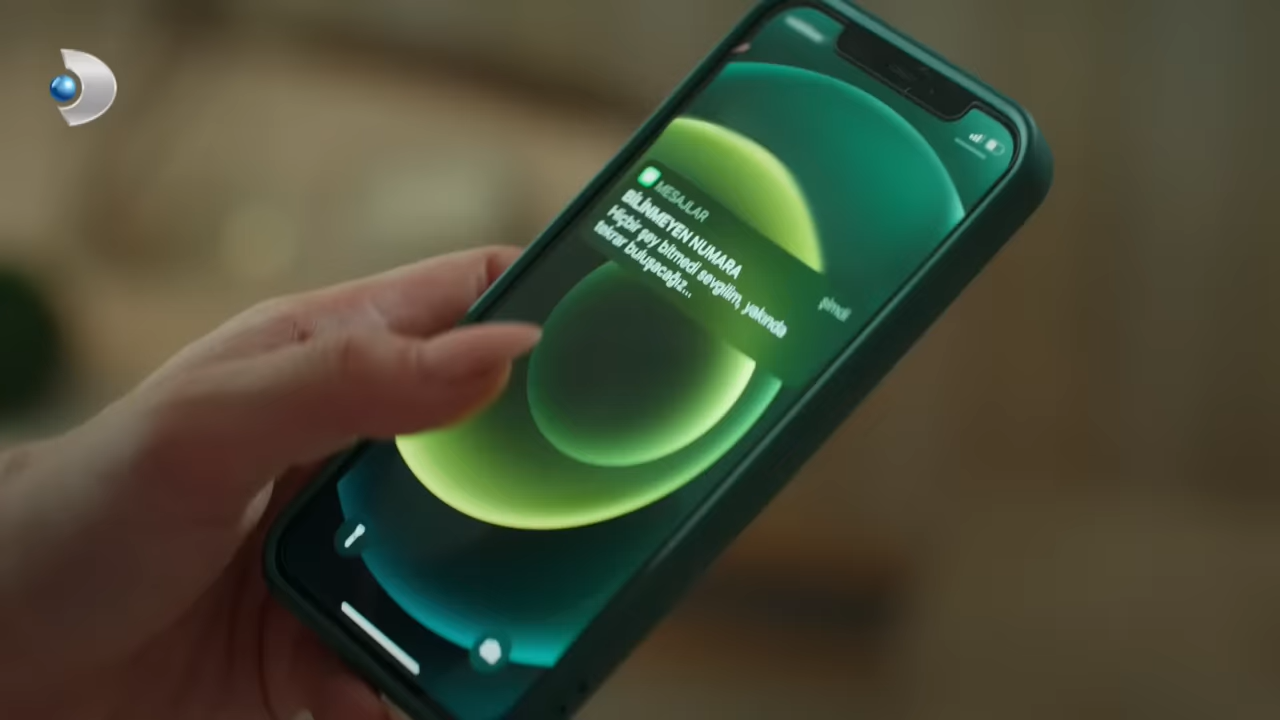 MESAJLAR
şimdi
BİLİNMEYEN NUMARA
Hiçbir şey bitmedi sevgilim, yakında
tekrar buluşacağız...